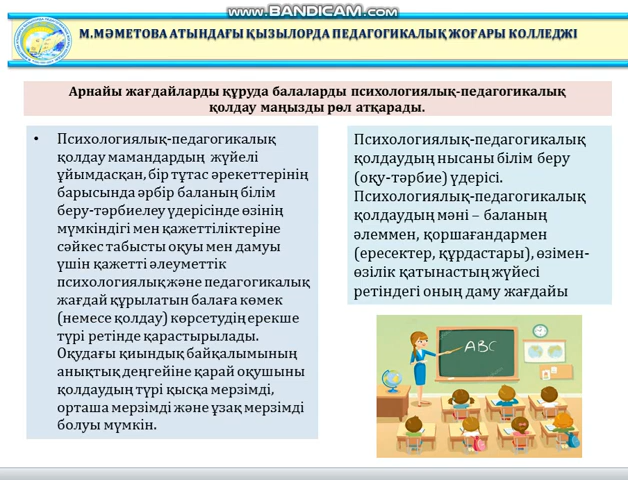 www.BANDICAM.com
М.МӘМЕТОВА АТЫНДАҒЫ ҚЫЗЫЛОРДА ПЕДАГОГИКАЛЫҚ ЖОҒАРЫ КОЛЛЕДЖІ
Арнайы жағдайларды құруда балаларды психологиялық-педагогикалық
қолдау маңызды рөл атқарады.
• Психологиялық-педагогикалық
қолдау мамандардың жүйелі
ұйымдасқан, бір тұтас әрекеттерінің
барысында әрбір баланың білім
беру-тәрбиелеу үдерісінде өзінің
мүмкіндігі мен қажеттіліктеріне
сәйкес табысты оқуы мен дамуы
үшін қажетті әлеуметтік
психологиялық және педагогикалық
жағдай құрылатын балаға көмек
(немесе қолдау) көрсетудің ерекше
түрі ретінде қарастырылады.
Оқудағы қиындық байқалымының
анықтық деңгейіне қарай оқушыны
қолдаудың түрі қысқа мерзімді,
орташа мерзімді және ұзақ мерзімді
болуы мүмкін.
Психологиялық-педагогикалық
қолдаудың нысаны білім беру
(оқу-тәрбие) үдерісі.
Психологиялық-педагогикалық
қолдаудың мәні – баланың
әлеммен, қоршағандармен
(ересектер, құрдастары), өзімен-
өзілік қатынастың жүйесі
ретіндегі оның даму жағдайы
ABC